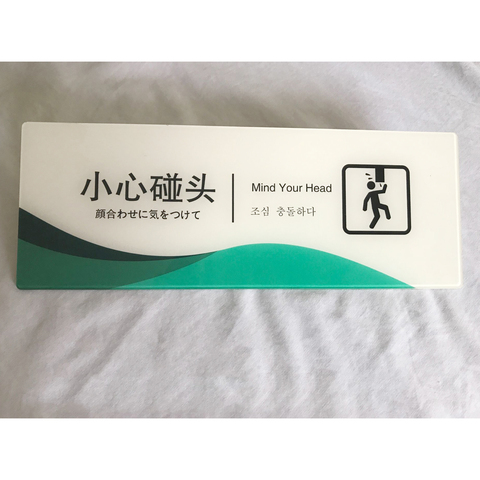 小心碰头
顔合わせに気をつけて
Mind Your Head
조심 충돌하다